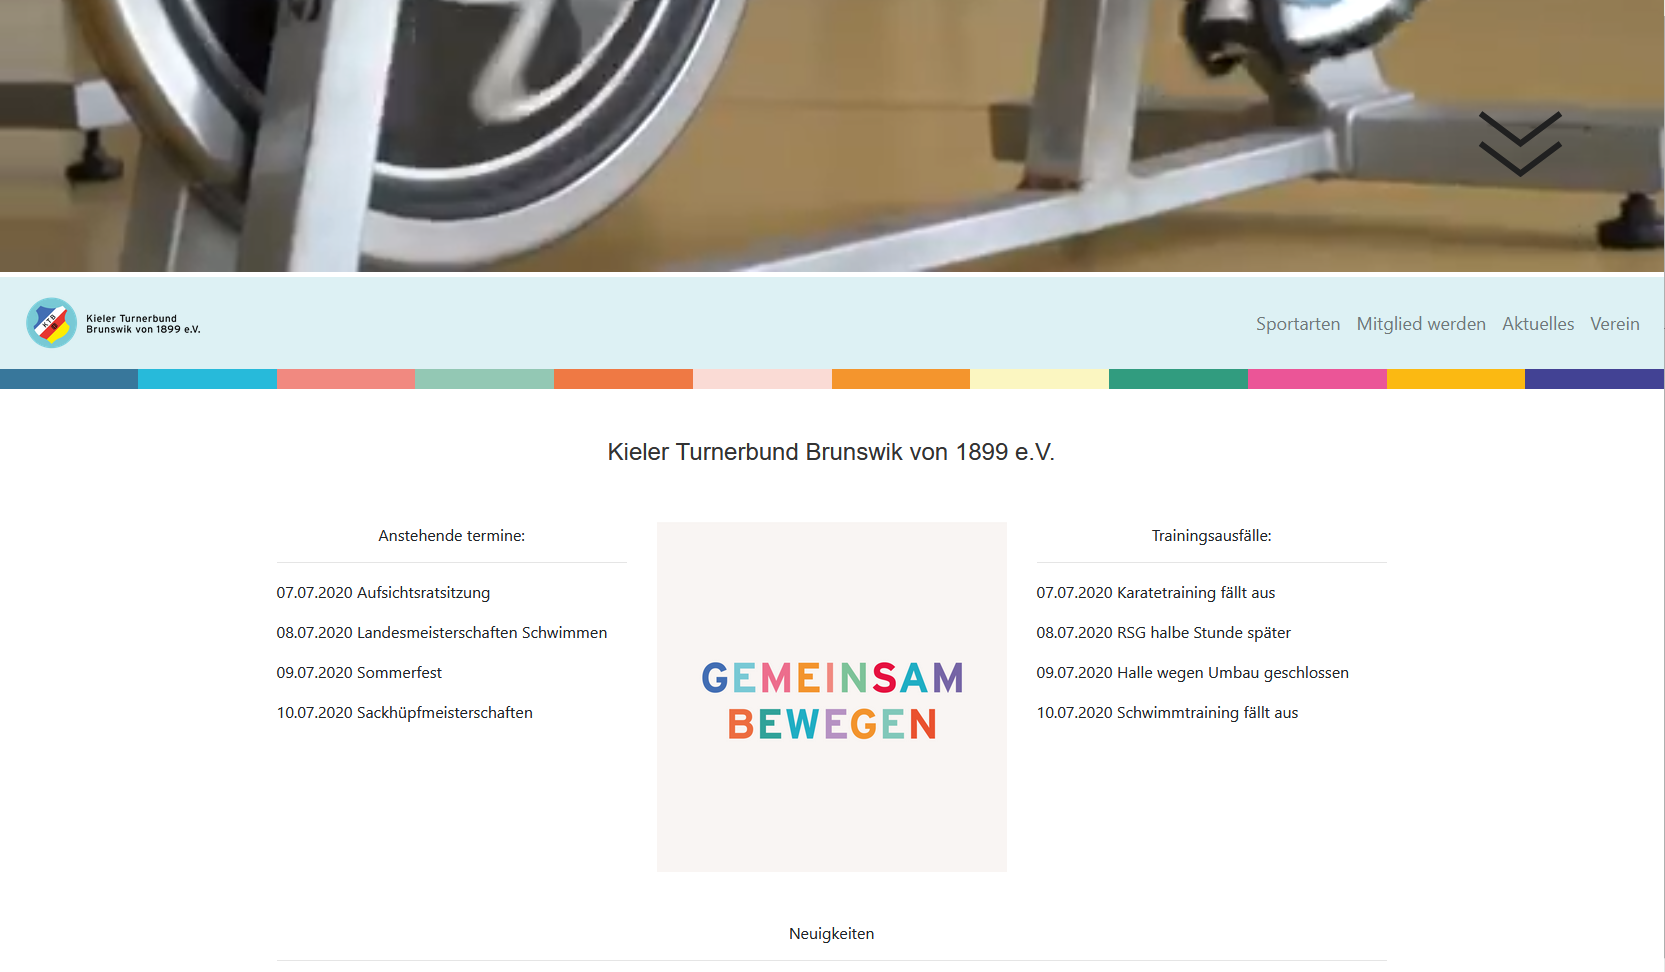 KTB
Kieler Turnerbund
Brunswik von 1899 e.V.
Sportarten Mitglied werden Aktuelles Verein
Kieler Turnerbund Brunswik von 1899 e.V.
Anstehende termine:
07.07.2020 Aufsichtsratsitzung
08.07.2020 Landesmeisterschaften Schwimmen
09.07.2020 Sommerfest
10.07.2020 Sackhüpfmeisterschaften
GEMEINSAM
BEWEGEN
Trainingsausfälle:
07.07.2020 Karatetraining fällt aus
08.07.2020 RSG halbe Stunde später
09.07.2020 Halle wegen Umbau geschlossen
10.07.2020 Schwimmtraining fällt aus
Neuigkeiten